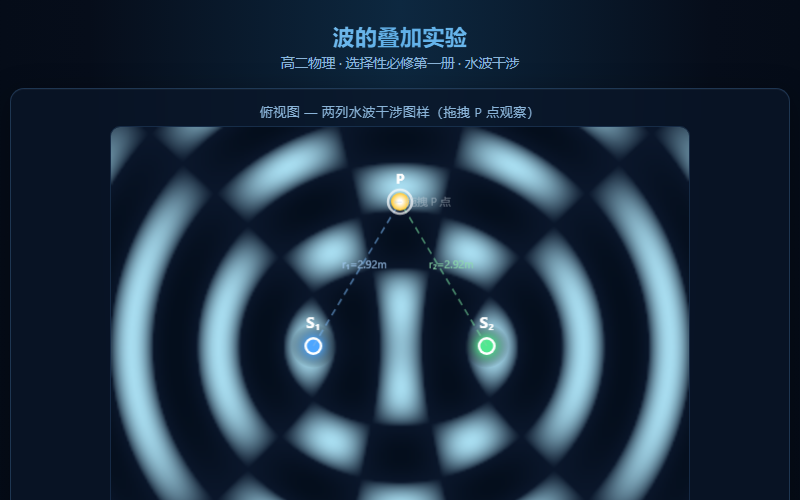 波的叠加实验
高二物理 · 选择性必修第一册 · 水波干涉
俯视图 — 两列水波干涉图样（拖拽 P 点观察）
P
拖拽 P 点
r₁=2.92m
r₂=2.92m
S₁
S₂